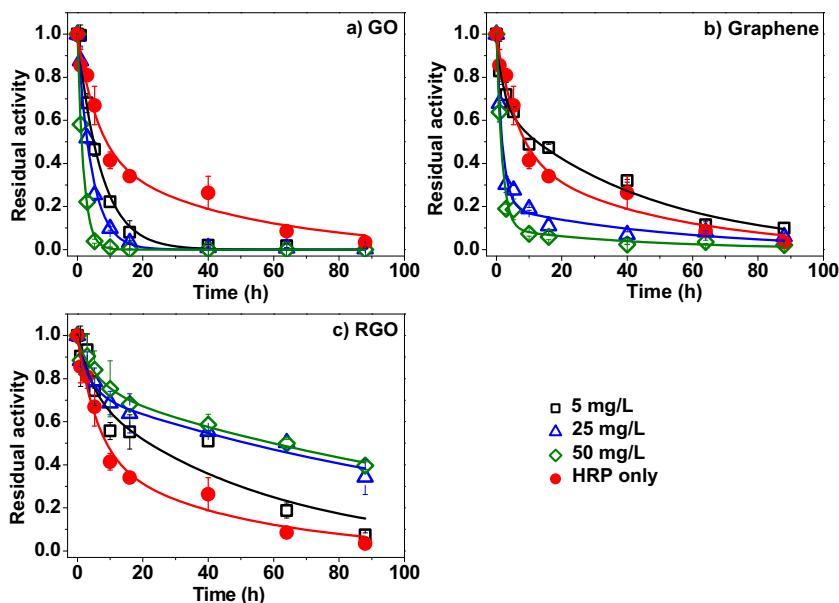 a) GO
Residual activity
1.0
0.8
0.6
0.4
0.2
0.0
0 20 40 60 80 100
Time (h)
b) Graphene
Residual activity
1.0
0.8
0.6
0.4
0.2
0.0
0 20 40 60 80 100
Time (h)
c) RGO
Residual activity
1.0
0.8
0.6
0.4
0.2
0.0
0 20 40 60 80 100
Time (h)
5 mg/L
25 mg/L
50 mg/L
HRP only